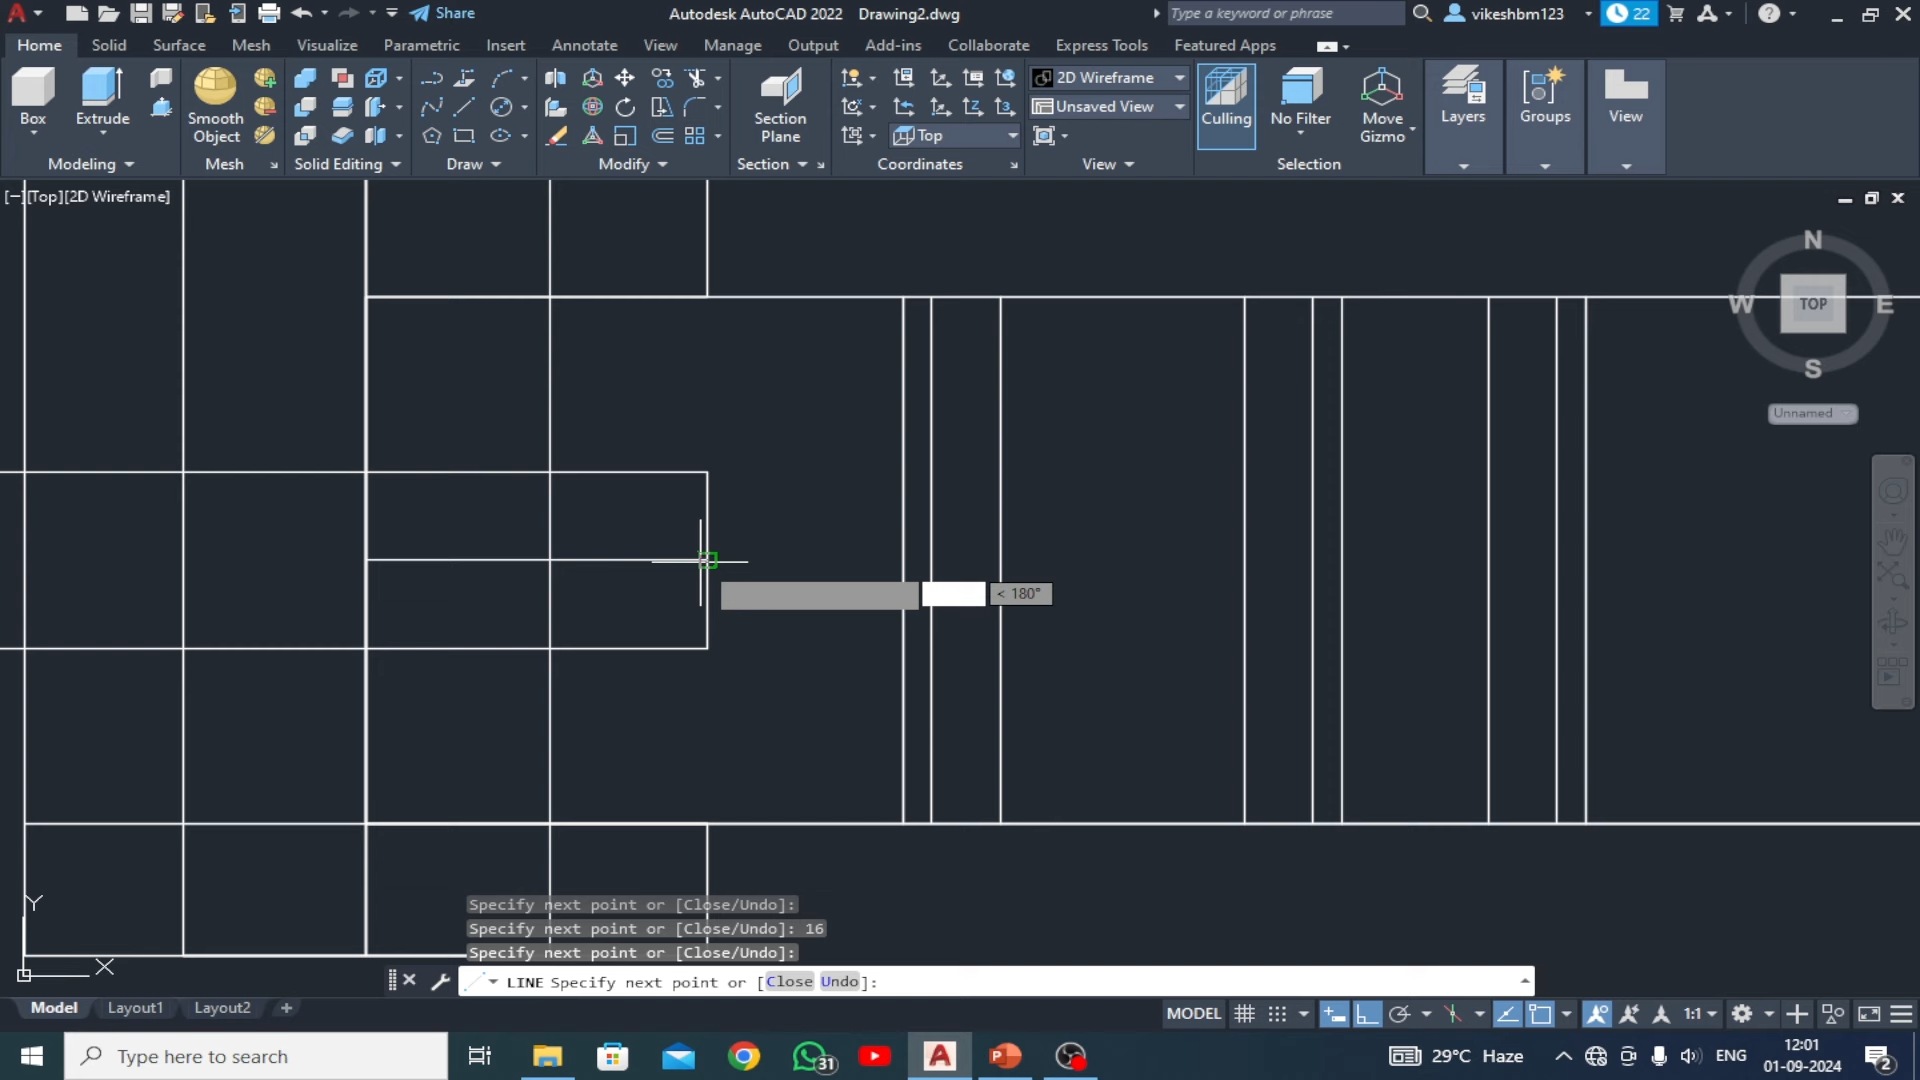 Share
Autodesk AutoCAD 2022 Drawing2.dwg
Type a keyword or phrase
vikeshbm123
22
Home Solid Surface Mesh Visualize Parametric Insert Annotate View Manage Output Add-ins Collaborate Express Tools Featured Apps
Box
Extrude
Smooth
Object
Section
Plane
2D Wireframe
Unsaved View
Top
Culling
No Filter
Move
Gizmo
Layers
Groups
View
Modeling
Mesh
Solid Editing
Draw
Modify
Section
Coordinates
View
Selection
[−][Top][2D Wireframe]
N
W
TOP
E
S
Unnamed
< 180°
Y
X
Specify next point or [Close/Undo]:
Specify next point or [Close/Undo]: 16
Specify next point or [Close/Undo]:
LINE Specify next point or [Close Undo]:
Model Layout1 Layout2 +
MODEL
1:1
Type here to search
31
29°C Haze
ENG
12:01
01-09-2024
2